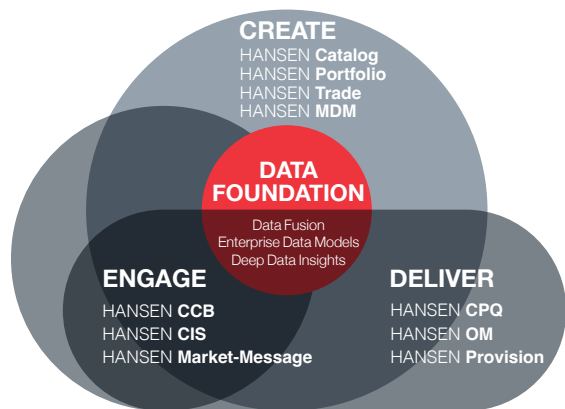 CREATE
HANSEN Catalog
HANSEN Portfolio
HANSEN Trade
HANSEN MDM
DATA
FOUNDATION
Data Fusion
Enterprise Data Models
Deep Data Insights
ENGAGE
HANSEN CCB
HANSEN CIS
HANSEN Market-Message
DELIVER
HANSEN CPQ
HANSEN OM
HANSEN Provision